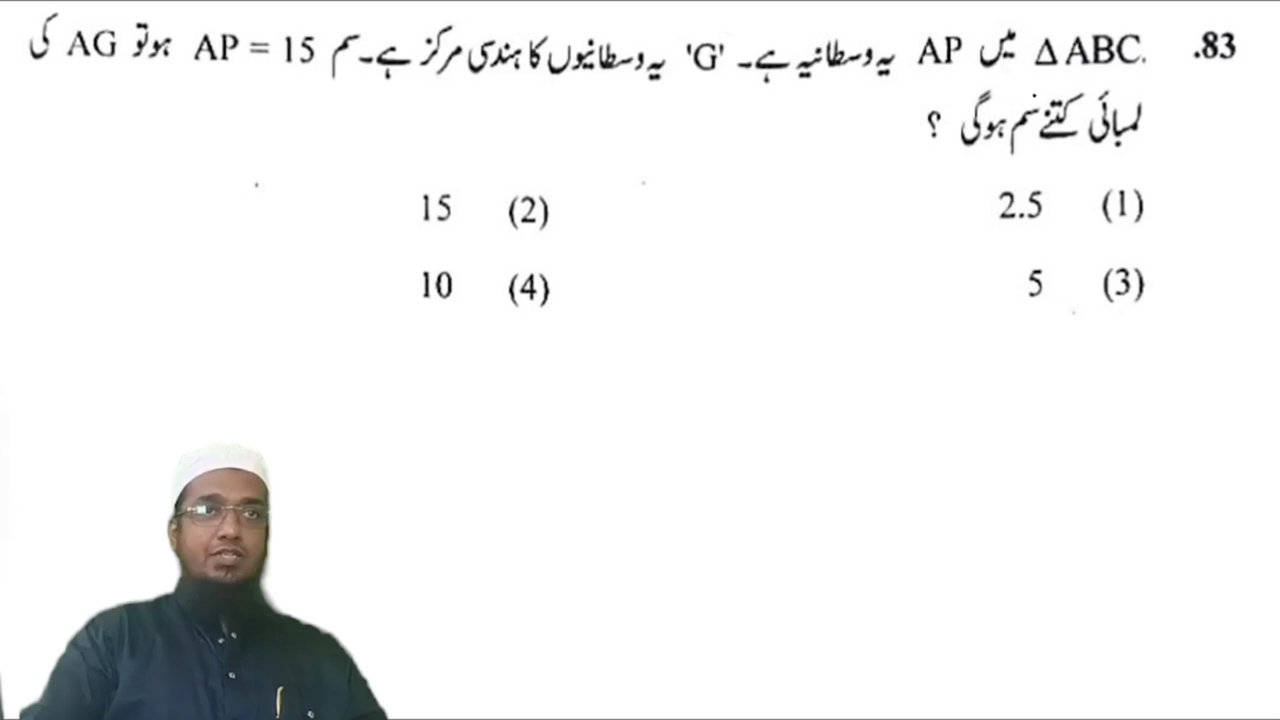 83. ∆ ABC. میں AP یہ وسطانیہ ہے۔ 'G' یہ وسطانیوں کا ہندسی مرکز ہے۔ سم AP = 15 ہو تو AG کی
لمبائی کتنے سم ہوگی ؟
(1) 2.5 (2) 15
(3) 5 (4) 10